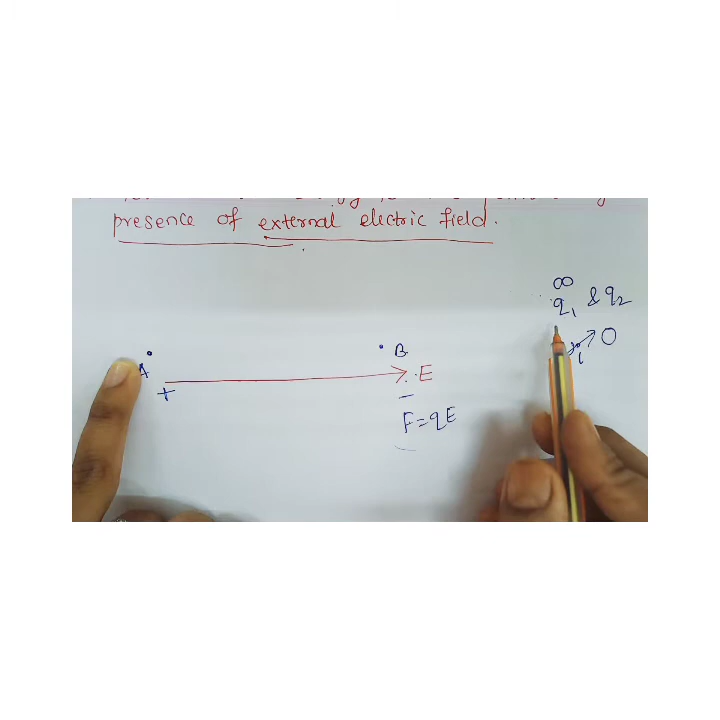 presence of external electric field.
∞
q₁ & q₂
O
A
B
+
E
F=qE